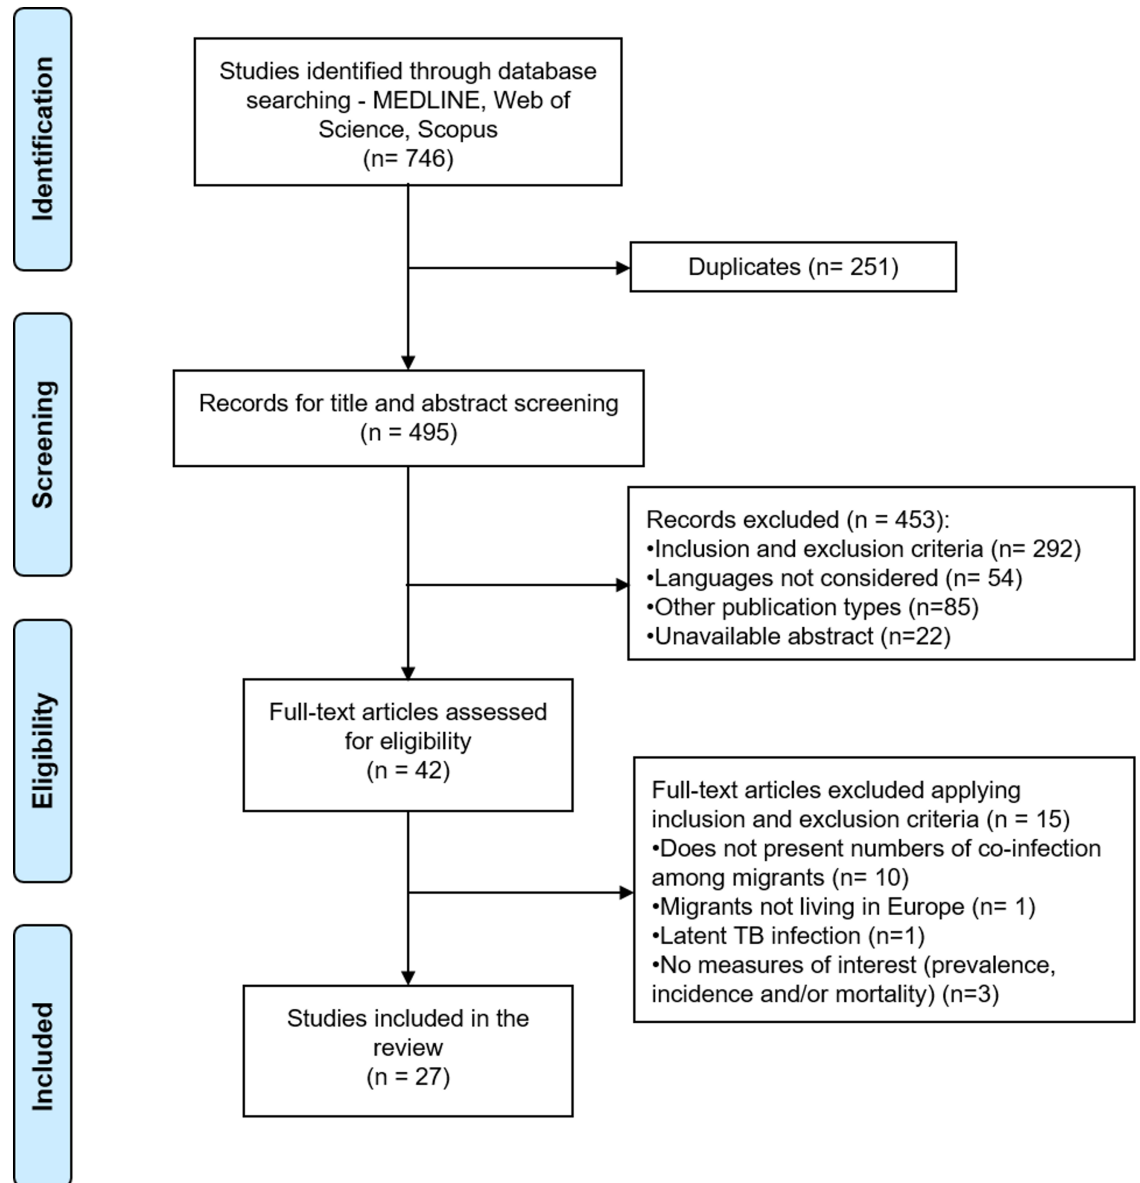 Identification
Studies identified through database
searching - MEDLINE, Web of
Science, Scopus
(n= 746)
Duplicates (n= 251)
Screening
Records for title and abstract screening
(n = 495)
Records excluded (n = 453):
•Inclusion and exclusion criteria (n= 292)
•Languages not considered (n= 54)
•Other publication types (n=85)
•Unavailable abstract (n=22)
Eligibility
Full-text articles assessed
for eligibility
(n = 42)
Full-text articles excluded applying
inclusion and exclusion criteria (n = 15)
•Does not present numbers of co-infection
among migrants (n= 10)
•Migrants not living in Europe (n= 1)
•Latent TB infection (n=1)
•No measures of interest (prevalence,
incidence and/or mortality) (n=3)
Included
Studies included in the
review
(n = 27)